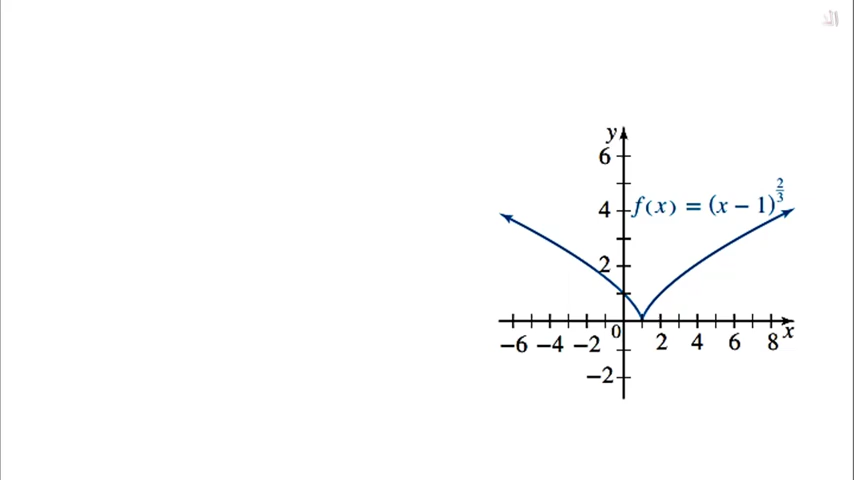 y
6
f(x) = (x − 1)^{2/3}
4
2
0
−6 −4 −2 2 4 6 8 x
−2